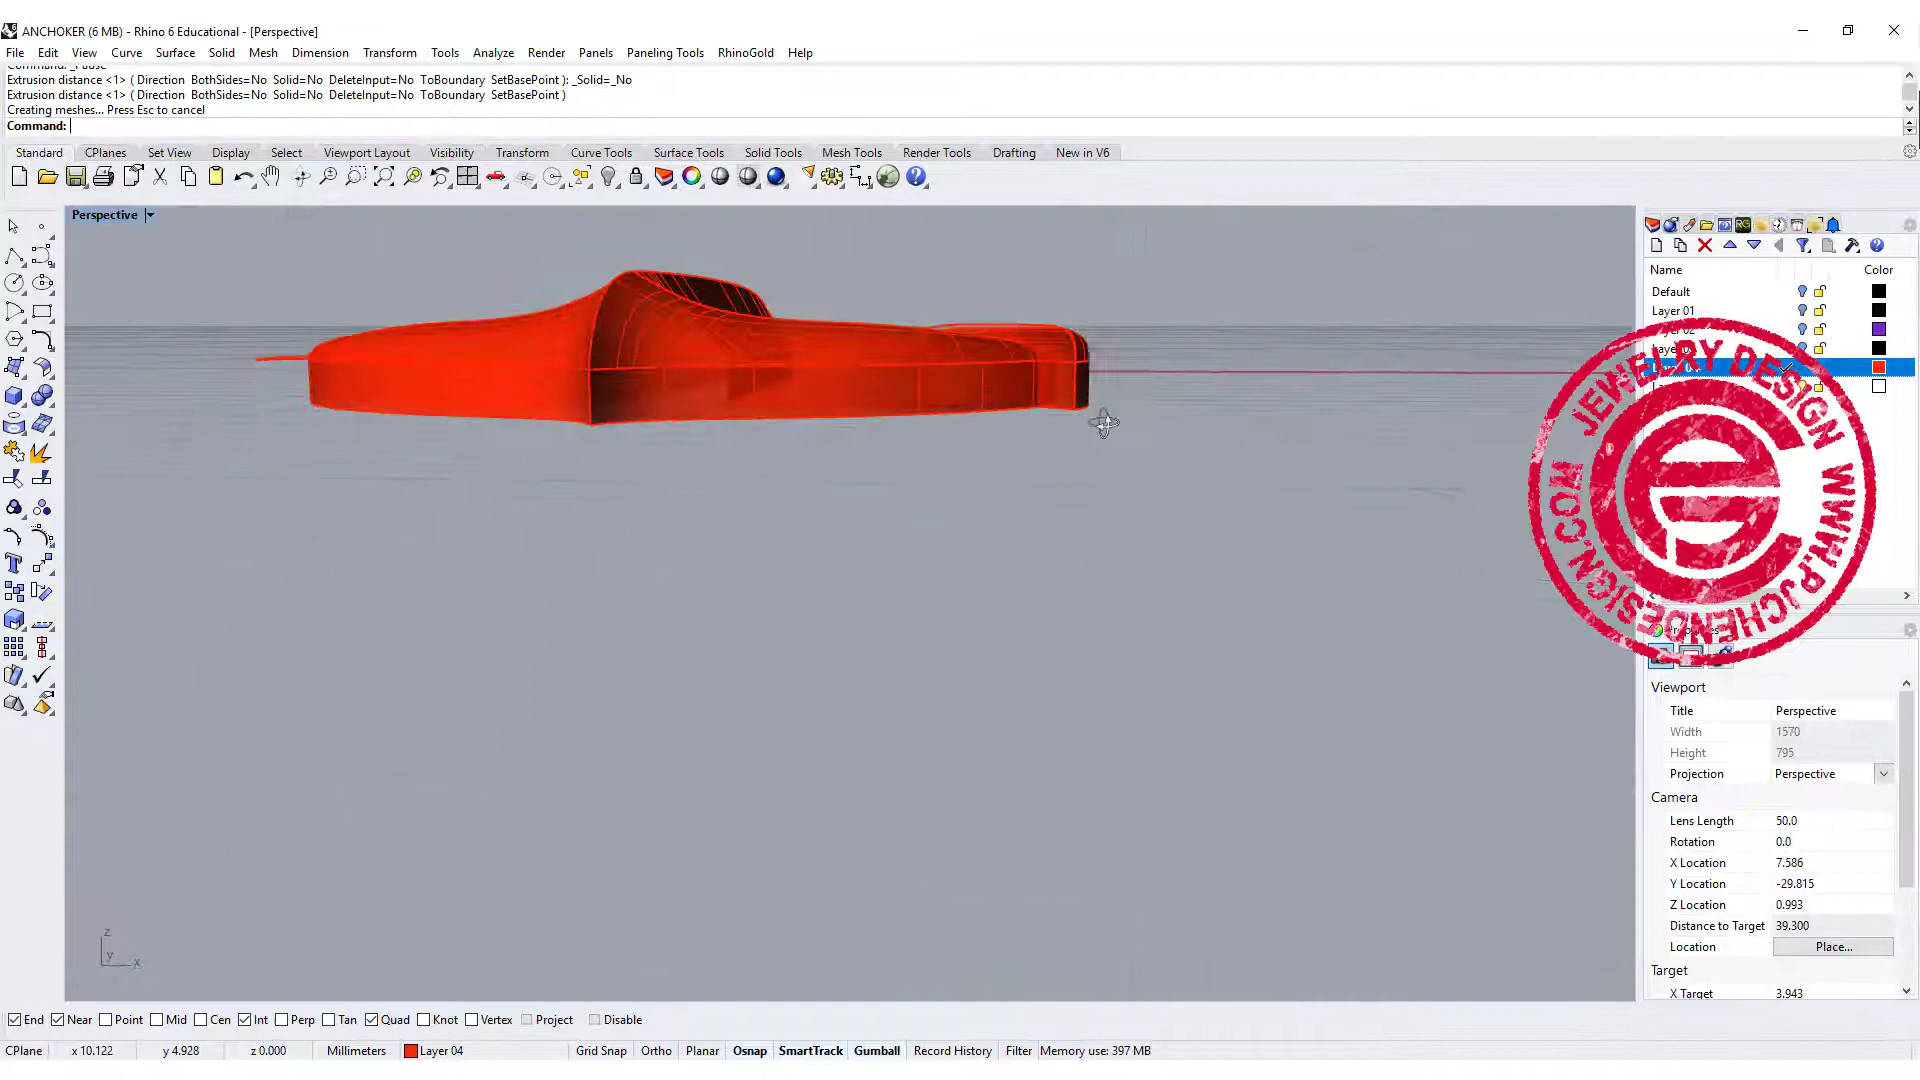 ANCHOKER (6 MB) - Rhino 6 Educational - [Perspective]
File Edit View Curve Surface Solid Mesh Dimension Transform Tools Analyze Render Panels Paneling Tools RhinoGold Help
Extrusion distance <1> ( Direction BothSides=No Solid=No DeleteInput=No ToBoundary SetBasePoint ): _Solid=_No
Extrusion distance <1> ( Direction BothSides=No Solid=No DeleteInput=No ToBoundary SetBasePoint )
Creating meshes... Press Esc to cancel
Command:
Standard CPlanes Set View Display Select Viewport Layout Visibility Transform Curve Tools Surface Tools Solid Tools Mesh Tools Render Tools Drafting New in V6
Perspective
Name Color
Default
Layer 01
JEWELRY DESIGN WWW.PJCHENDESIGN.COM
Viewport
Title Perspective
Width 1570
Height 795
Projection Perspective
Camera
Lens Length 50.0
Rotation 0.0
X Location 7.586
Y Location -29.815
Z Location 0.993
Distance to Target 39.300
Location Place...
Target
X Target 3.943
z
y x
End Near Point Mid Cen Int Perp Tan Quad Knot Vertex Project Disable
CPlane x 10.122 y 4.928 z 0.000 Millimeters Layer 04 Grid Snap Ortho Planar Osnap SmartTrack Gumball Record History Filter Memory use: 397 MB